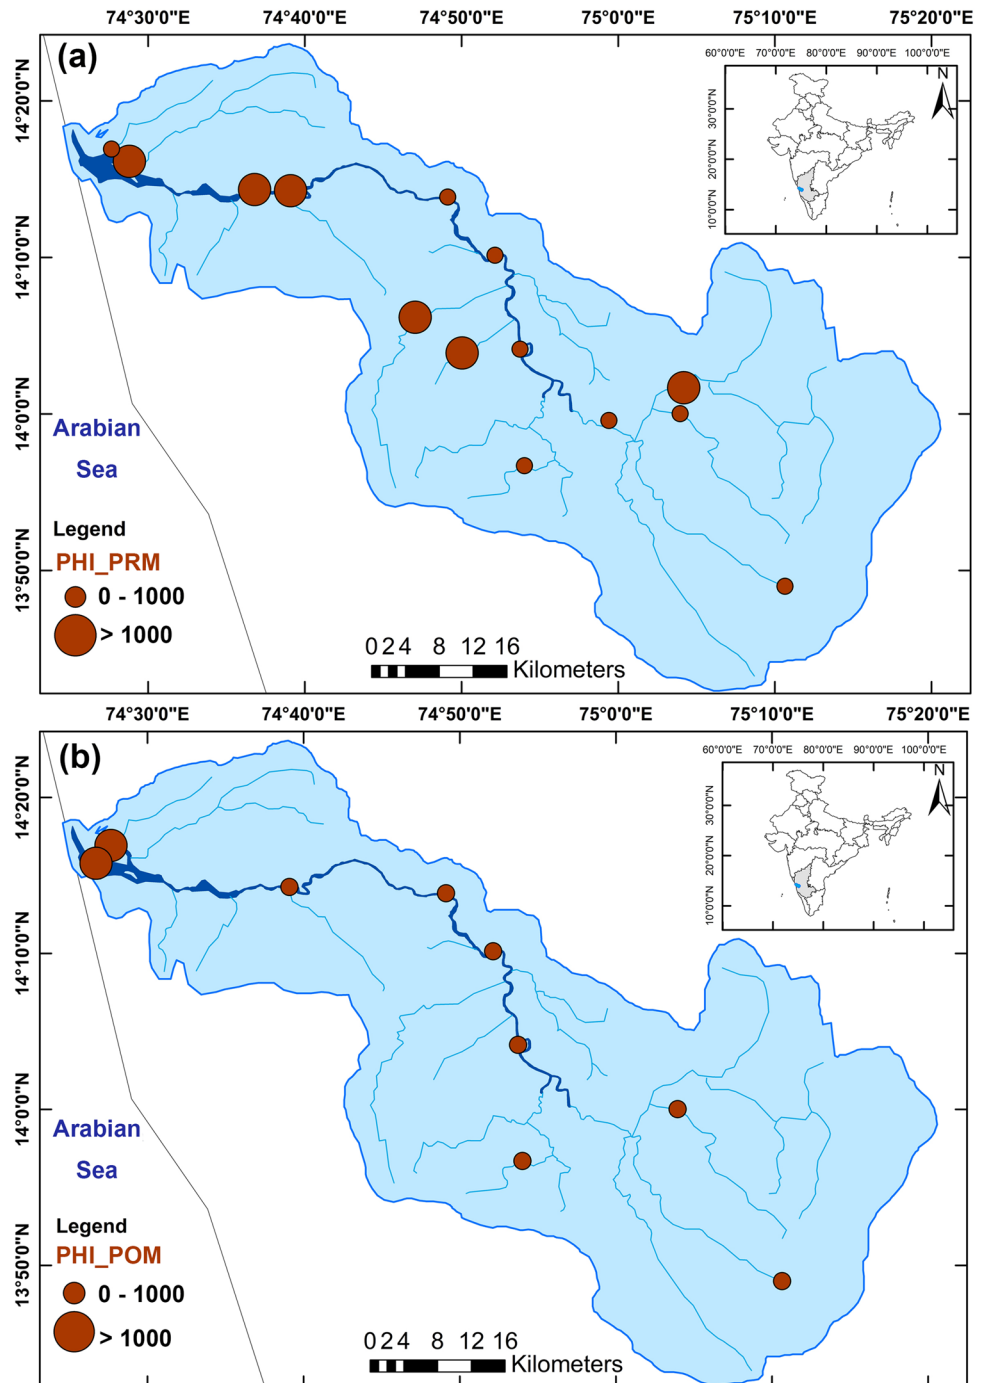 74°30'0"E 74°40'0"E 74°50'0"E 75°0'0"E 75°10'0"E 75°20'0"E
(a)
60°0'0"E 70°0'0"E 80°0'0"E 90°0'0"E 100°0'0"E
N
30°0'0"N
20°0'0"N
10°0'0"N
14°20'0"N
14°10'0"N
14°0'0"N
13°50'0"N
Arabian
Sea
Legend
PHI_PRM
0 - 1000
> 1000
0 2 4 8 12 16
Kilometers
74°30'0"E 74°40'0"E 74°50'0"E 75°0'0"E 75°10'0"E 75°20'0"E
(b)
60°0'0"E 70°0'0"E 80°0'0"E 90°0'0"E 100°0'0"E
N
30°0'0"N
20°0'0"N
10°0'0"N
14°20'0"N
14°10'0"N
14°0'0"N
13°50'0"N
Arabian
Sea
Legend
PHI_POM
0 - 1000
> 1000
0 2 4 8 12 16
Kilometers